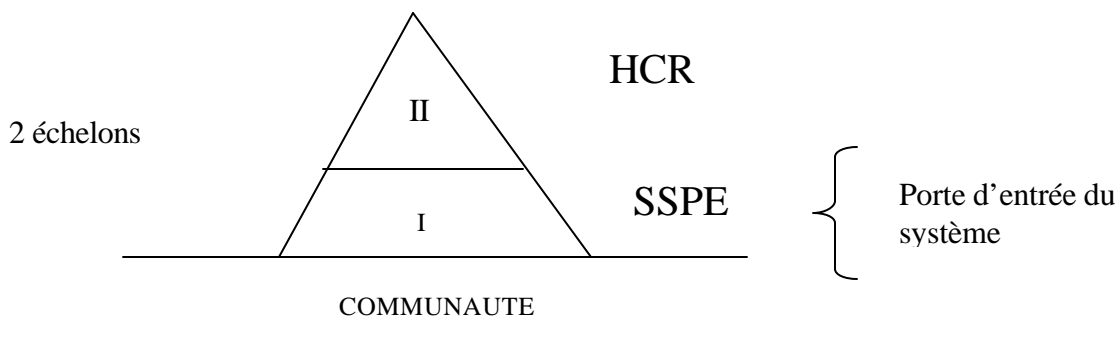 HCR
II
2 échelons
SSPE
Porte d’entrée du
système
I
COMMUNAUTE